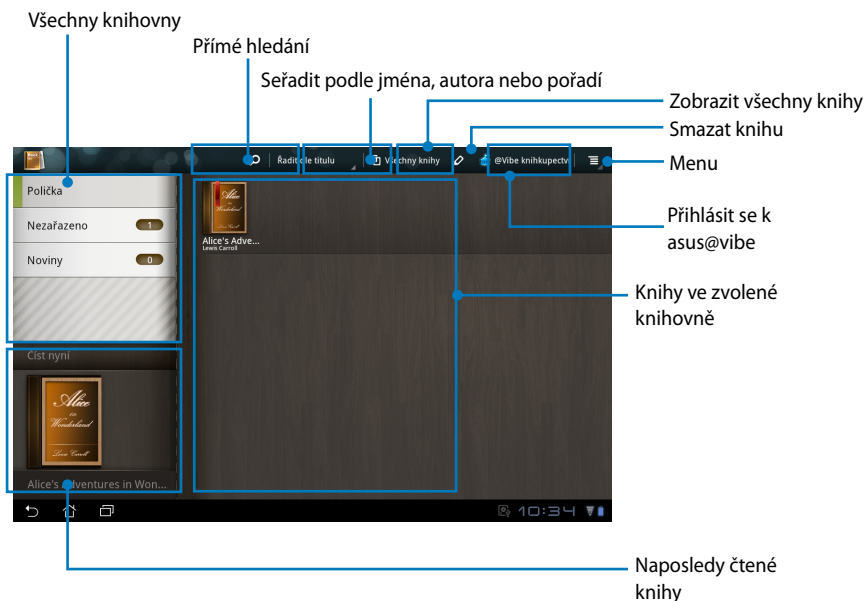 Všechny knihovny
Přímé hledání
Seřadit podle jména, autora nebo pořadí
Zobrazit všechny knihy
Smazat knihu
Menu
Přihlásit se k
asus@vibe
Knihy ve zvolené
knihovně
Naposledy čtené
knihy
Řadit dle titulu
Všechny knihy
@Vibe knihkupectv
Polička
Nezařazeno 1
Noviny 0
Alice's Adve...
Lewis Carroll
Číst nyní
Alice
in
Wonderland
Lewis Carroll
Alice's Adventures in Won...
10:34